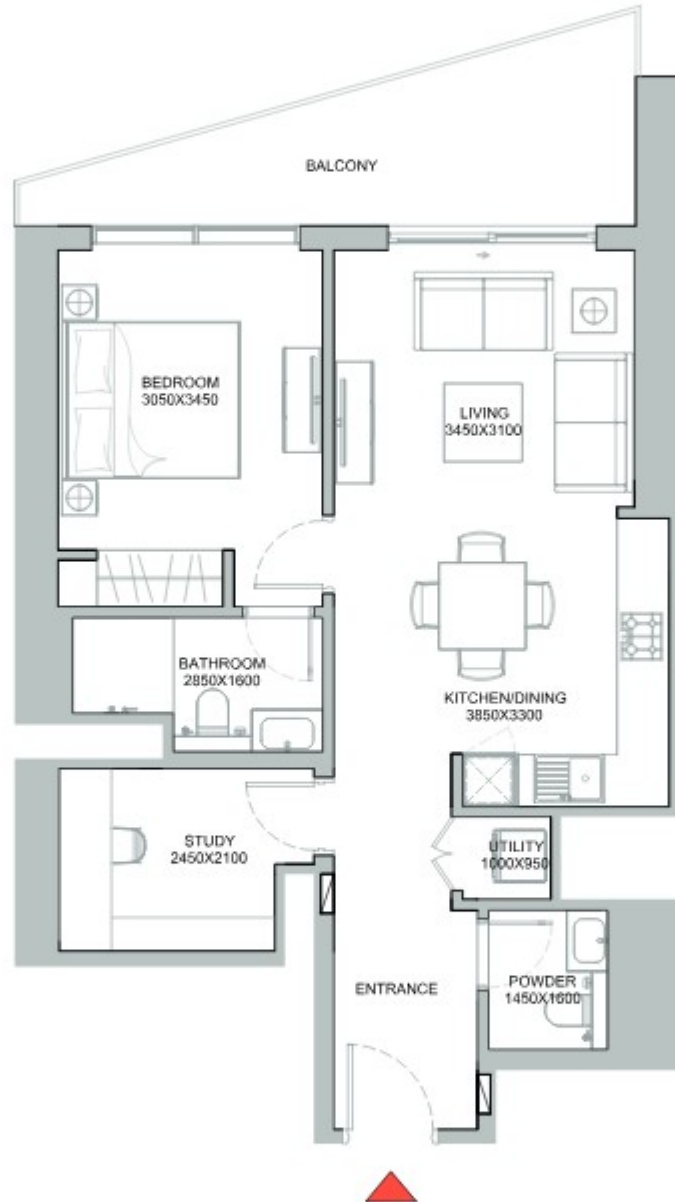 BALCONY
BEDROOM
3050X3450
LIVING
3450X3100
KITCHEN/DINING
3850X3300
BATHROOM
2850X1600
STUDY
2450X2100
UTILITY
1000X950
POWDER
1450X1600
ENTRANCE